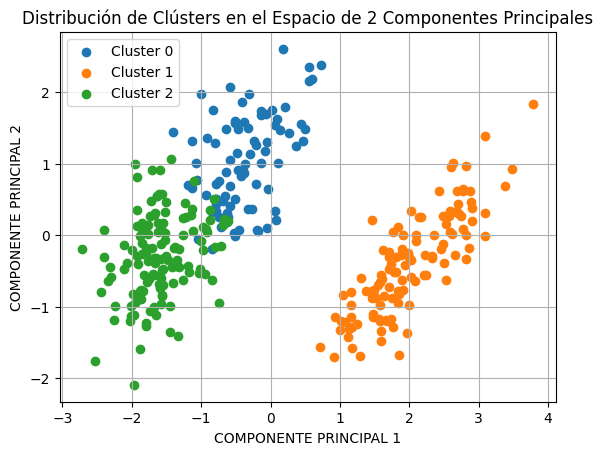 Distribución de Clústers en el Espacio de 2 Componentes Principales
Cluster 0
Cluster 1
Cluster 2
COMPONENTE PRINCIPAL 2
2
1
0
−1
−2
−3
−2
−1
0
1
2
3
4
COMPONENTE PRINCIPAL 1